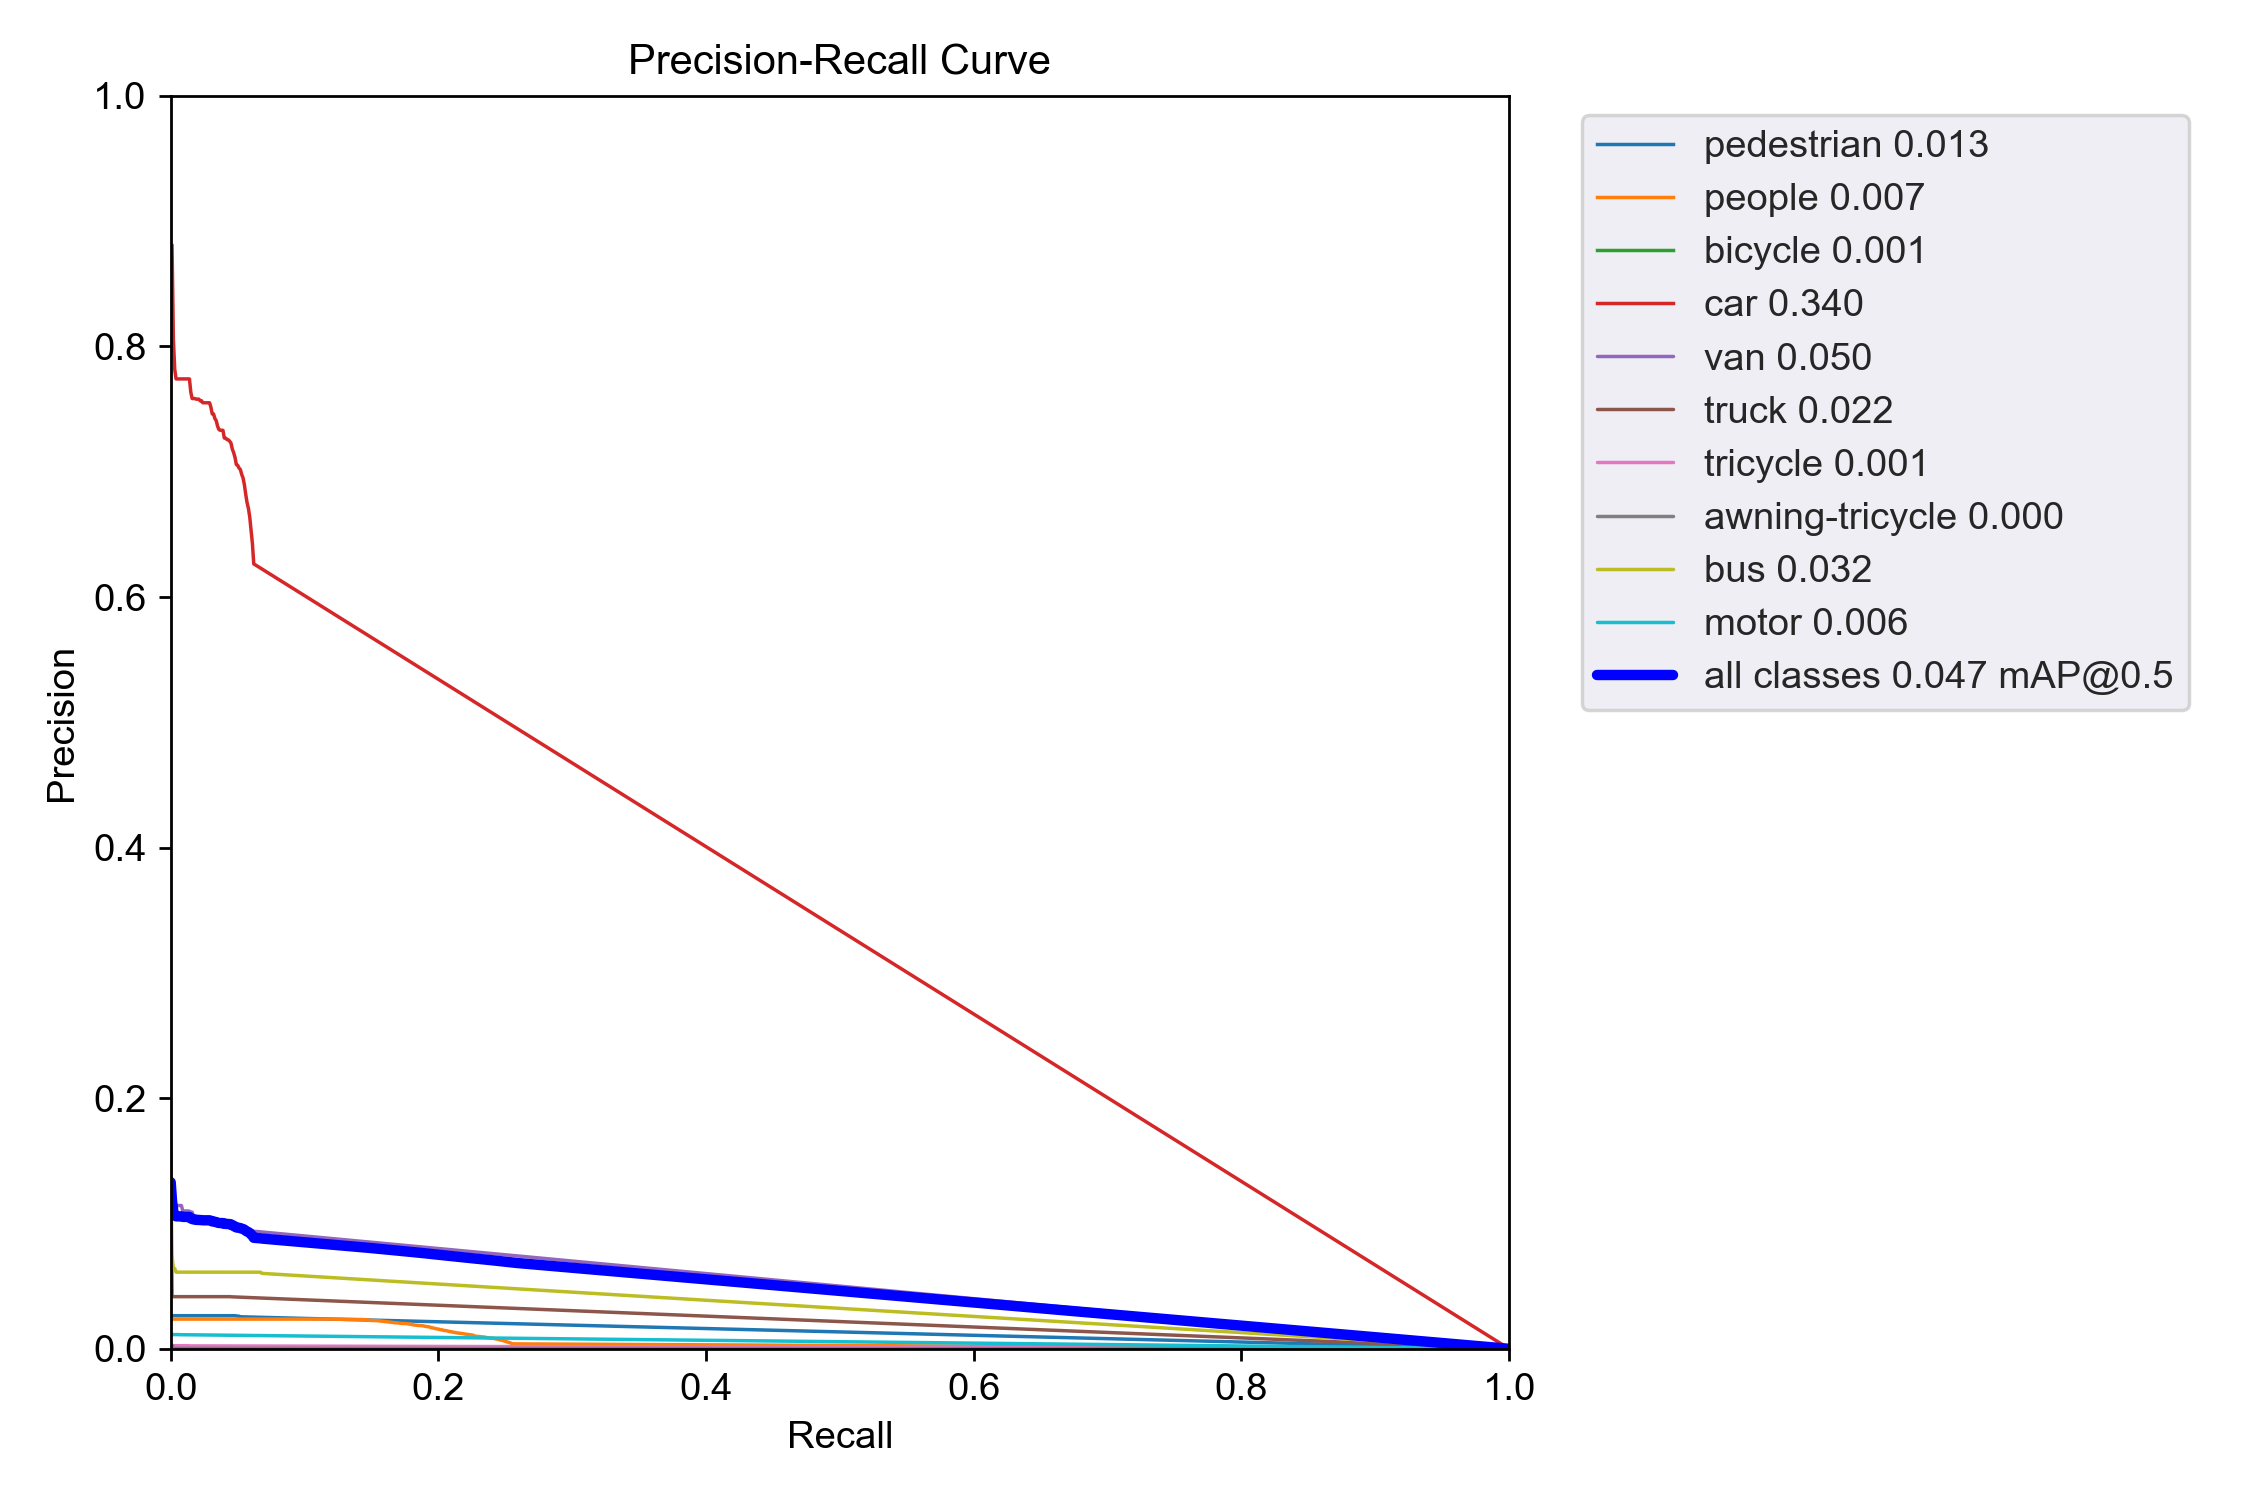 Precision-Recall Curve
1.0
0.8
0.6
0.4
0.2
0.0
Precision
0.0 0.2 0.4 0.6 0.8 1.0
Recall
pedestrian 0.013
people 0.007
bicycle 0.001
car 0.340
van 0.050
truck 0.022
tricycle 0.001
awning-tricycle 0.000
bus 0.032
motor 0.006
all classes 0.047 mAP@0.5